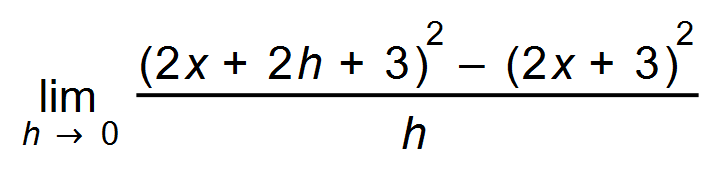 lim (2x + 2h + 3)² – (2x + 3)²
h → 0 h